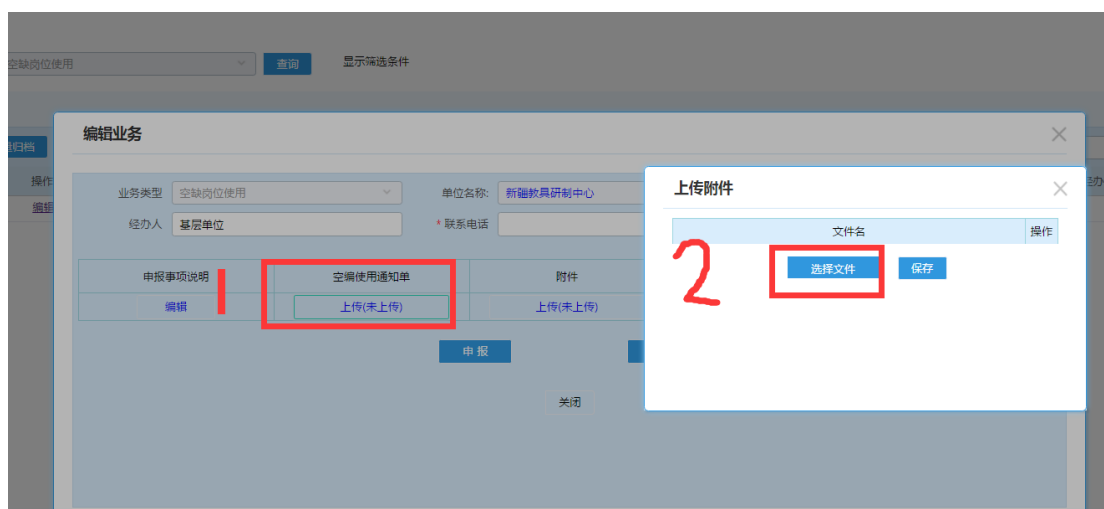 空缺岗位使用 查询 显示筛选条件
编辑业务
归档
操作
编辑
业务类型 空缺岗位使用 单位名称: 新疆教具研制中心
经办人 基层单位 * 联系电话
申报事项说明 空编使用通知单 附件
编辑 上传(未上传) 上传(未上传)
申 报
关闭
上传附件
文件名 操作
选择文件 保存
1
2